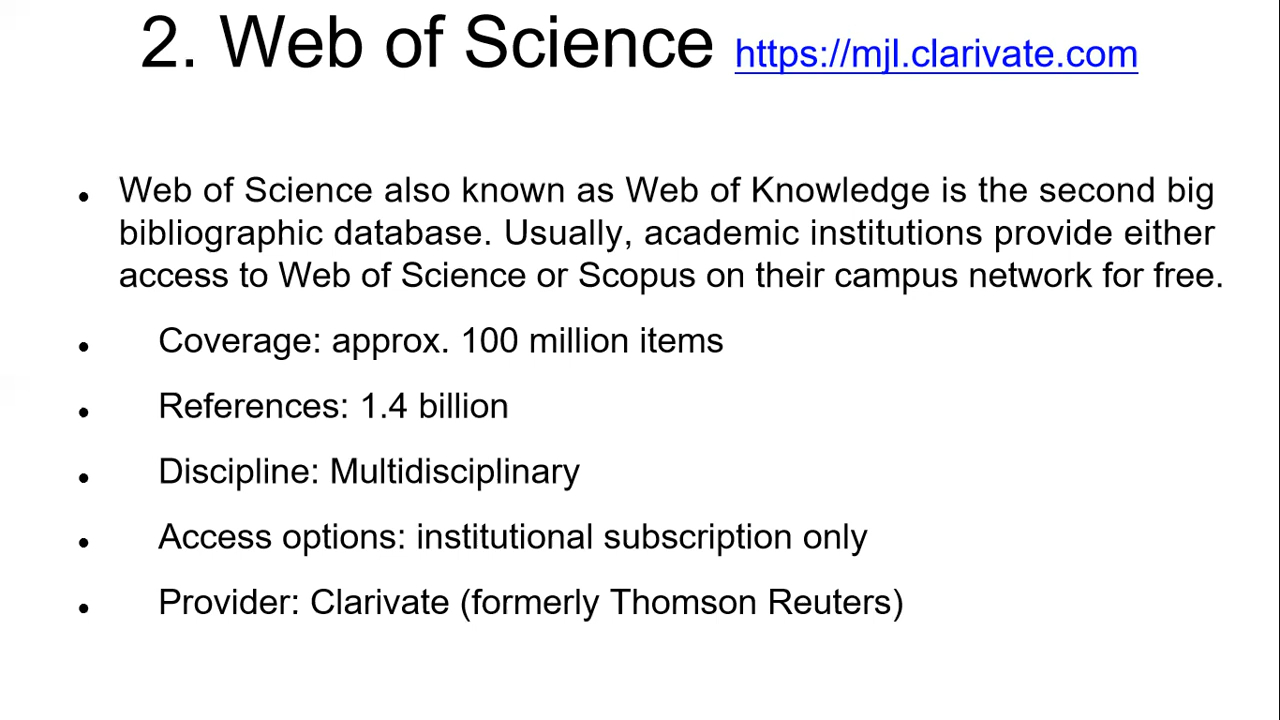 2. Web of Science https://mjl.clarivate.com
• Web of Science also known as Web of Knowledge is the second big
bibliographic database. Usually, academic institutions provide either
access to Web of Science or Scopus on their campus network for free.
• Coverage: approx. 100 million items
• References: 1.4 billion
• Discipline: Multidisciplinary
• Access options: institutional subscription only
• Provider: Clarivate (formerly Thomson Reuters)